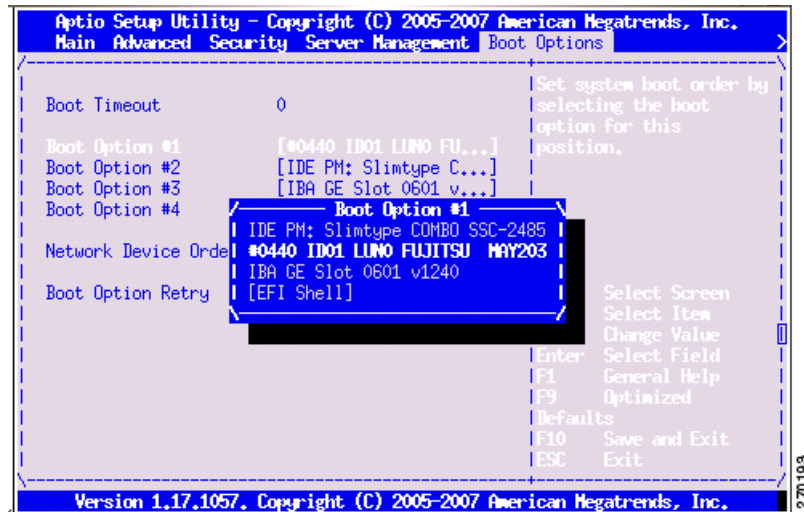 Aptio Setup Utility - Copyright (C) 2005-2007 American Megatrends, Inc.
Main Advanced Security Server Management Boot Options >
Boot Timeout 0
Boot Option #1 [#0440 ID01 LUN0 FU...]
Boot Option #2 [IDE PM: Slimtype C...]
Boot Option #3 [IBA GE Slot 0601 v...]
Boot Option #4
Network Device Orde
Boot Option Retry
Boot Option #1
IDE PM: Slimtype COMBO SSC-2485
#0440 ID01 LUN0 FUJITSU MAY203
IBA GE Slot 0601 v1240
[EFI Shell]
Set system boot order by
selecting the boot
option for this
position.
Select Screen
Select Item
Change Value
Enter Select Field
F1 General Help
F9 Optimized
Defaults
F10 Save and Exit
ESC Exit
Version 1.17.1057. Copyright (C) 2005-2007 American Megatrends, Inc.
270193